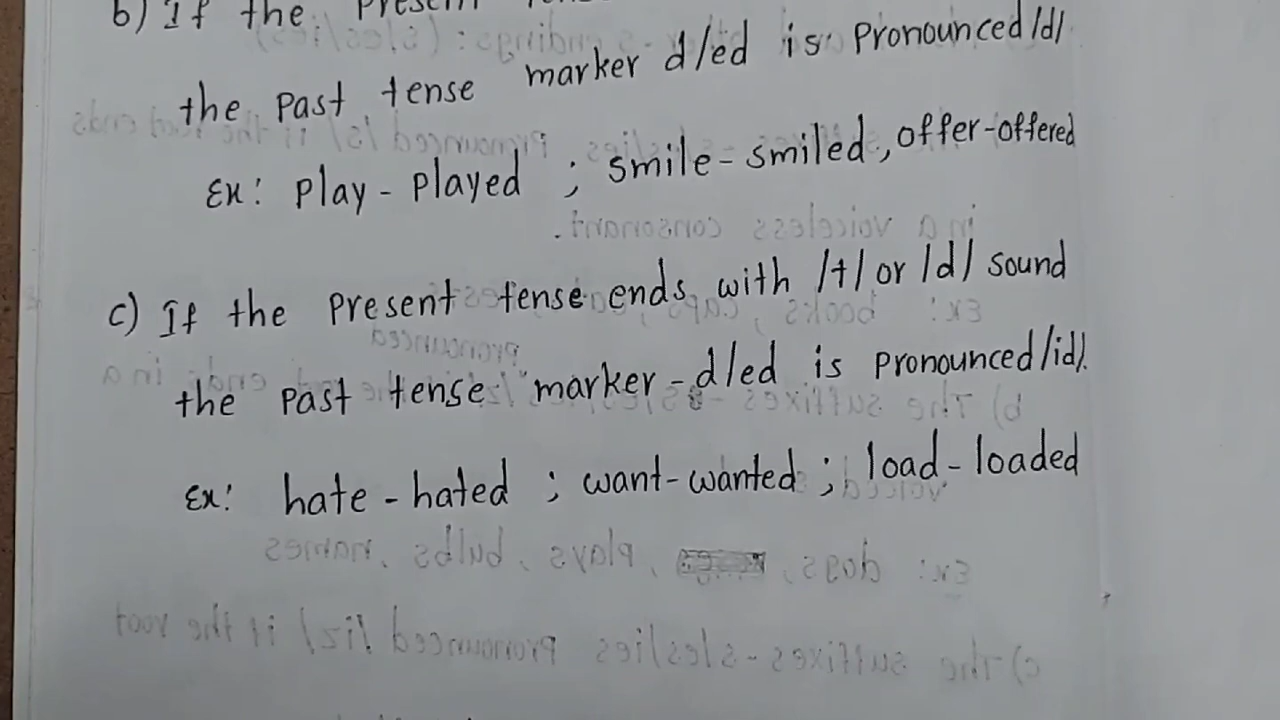 b) If the present
the past tense marker d/ed is pronounced /d/
Ex: play - played ; smile - smiled, offer-offered
c) If the present tense ends with /t/ or /d/ sound
the past tense marker - d/ed is pronounced /id/.
Ex: hate - hated ; want - wanted ; load - loaded